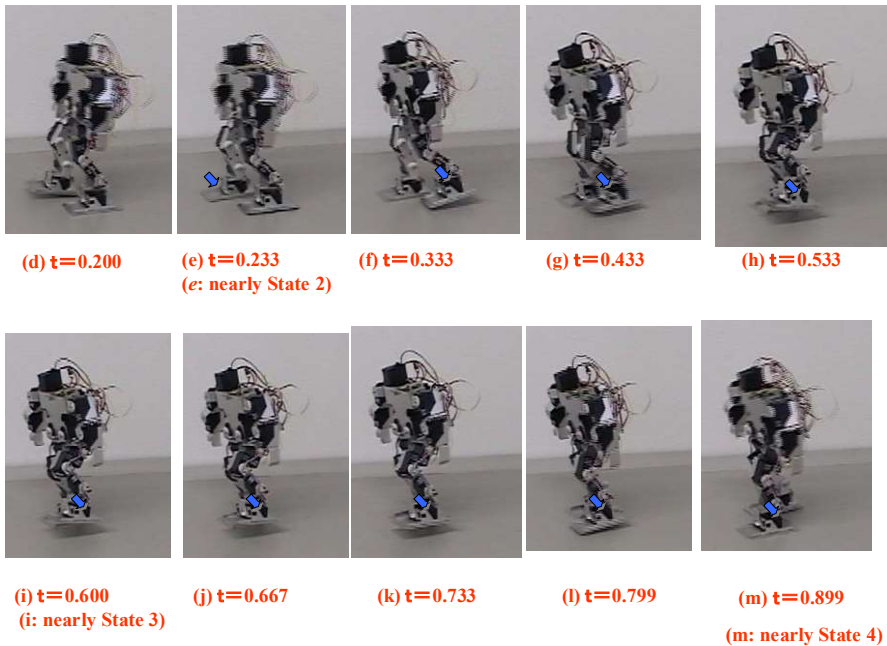 (d) t＝0.200
(e) t＝0.233
(e: nearly State 2)
(f) t＝0.333
(g) t＝0.433
(h) t＝0.533
(i) t＝0.600
(i: nearly State 3)
(j) t＝0.667
(k) t＝0.733
(l) t＝0.799
(m) t＝0.899
(m: nearly State 4)